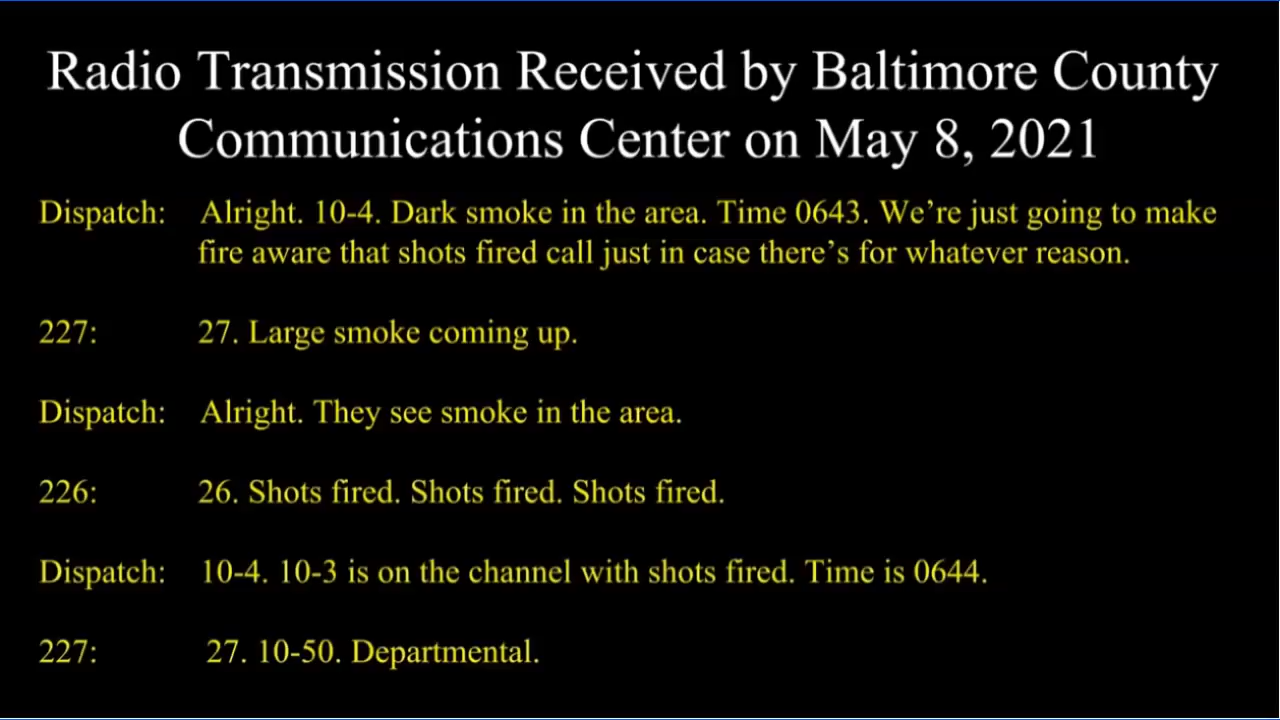 Radio Transmission Received by Baltimore County
Communications Center on May 8, 2021
Dispatch: Alright. 10-4. Dark smoke in the area. Time 0643. We’re just going to make
fire aware that shots fired call just in case there’s for whatever reason.
227: 27. Large smoke coming up.
Dispatch: Alright. They see smoke in the area.
226: 26. Shots fired. Shots fired. Shots fired.
Dispatch: 10-4. 10-3 is on the channel with shots fired. Time is 0644.
227: 27. 10-50. Departmental.